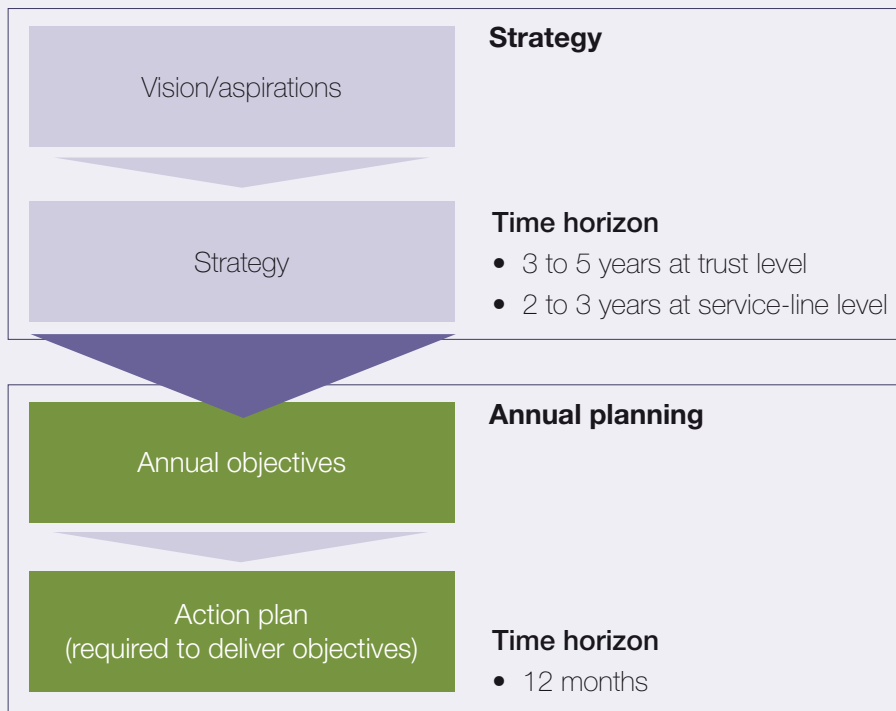 Strategy
Vision/aspirations
Strategy
Time horizon
• 3 to 5 years at trust level
• 2 to 3 years at service-line level
Annual planning
Annual objectives
Action plan
(required to deliver objectives)
Time horizon
• 12 months